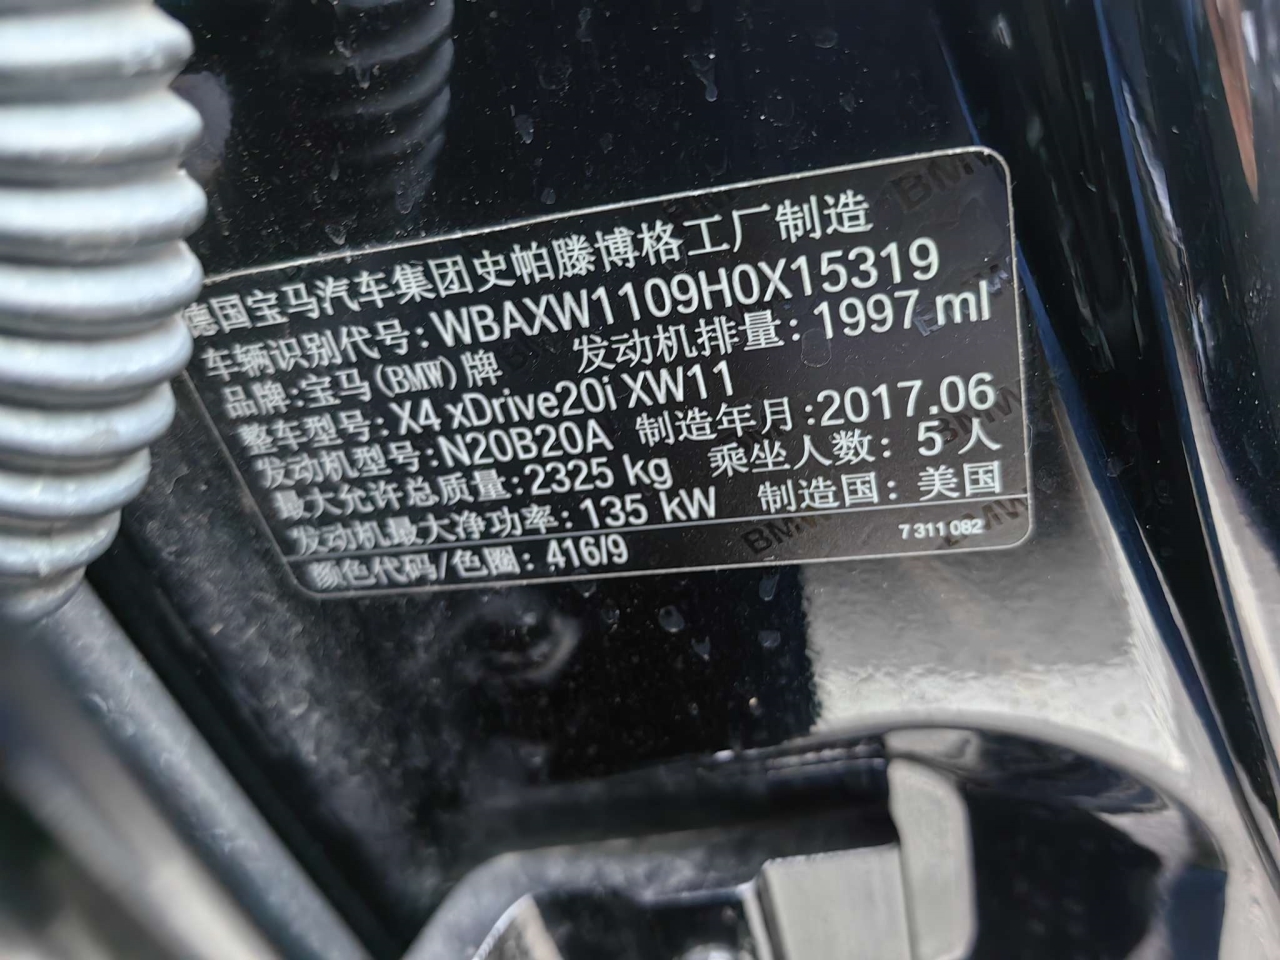 德国宝马汽车集团史帕滕博格工厂制造
车辆识别代号: WBAXW1109H0X15319
品牌:宝马(BMW)牌 发动机排量: 1997 ml
整车型号: X4 xDrive20i XW11
发动机型号: N20B20A 制造年月:2017.06
最大允许总质量:2325 kg 乘坐人数: 5 人
发动机最大净功率: 135 kW 制造国: 美国
颜色代码/色圈: 416/9 7 311 082